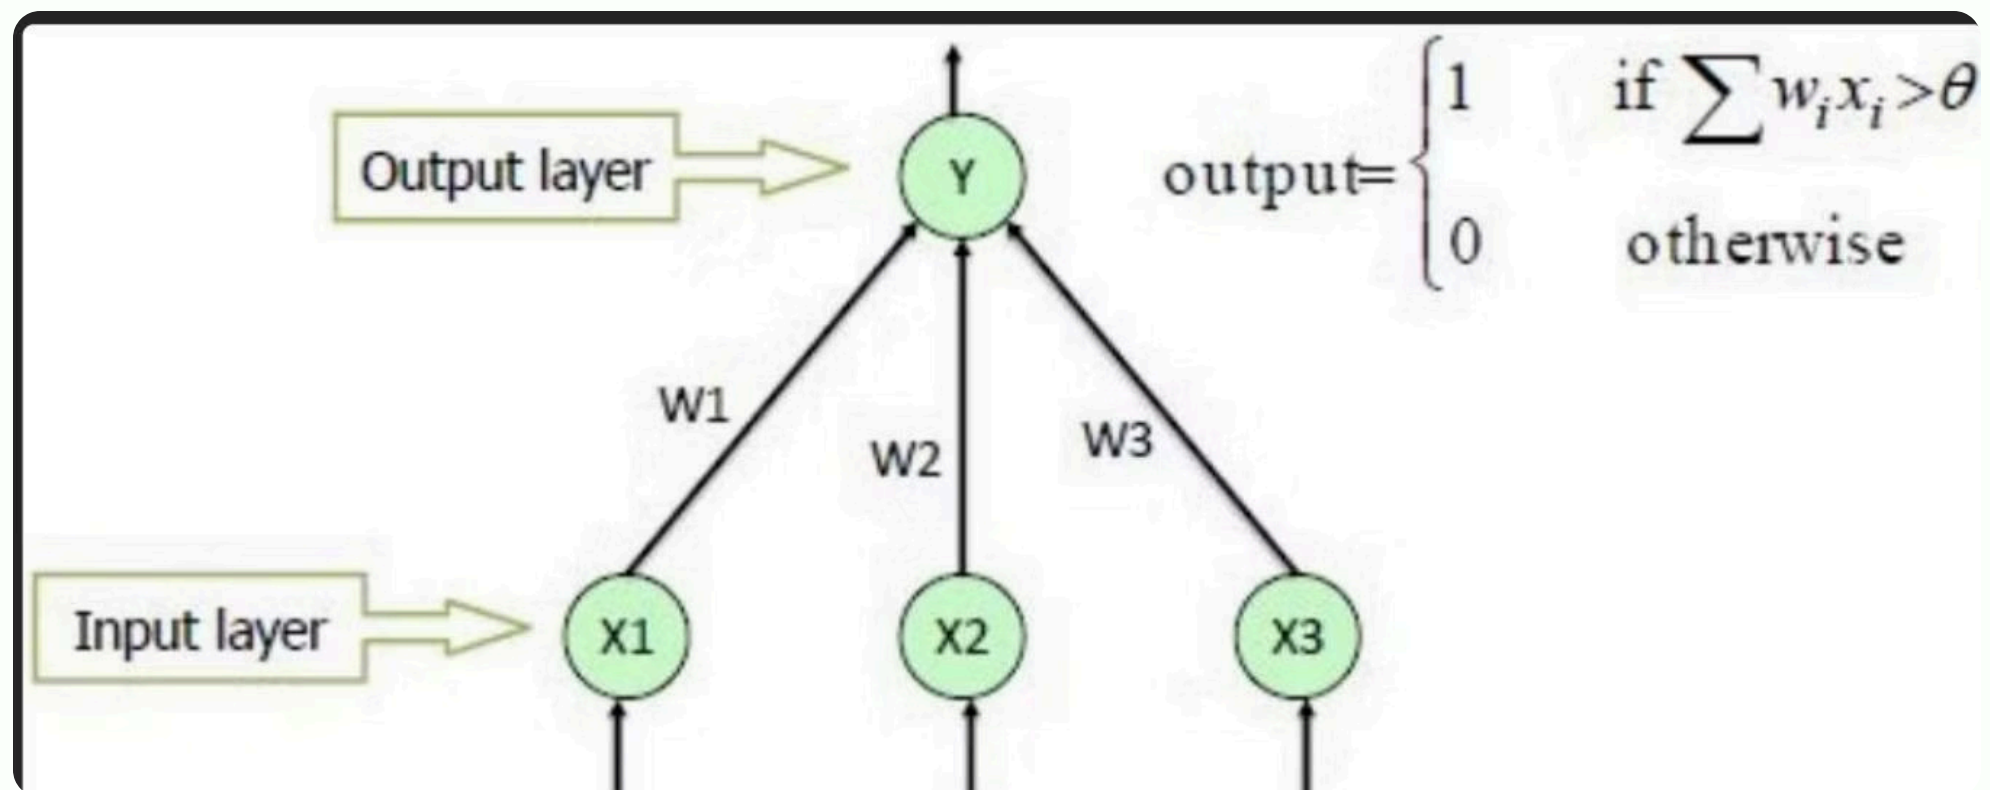 1 if ∑ wᵢxᵢ > θ
Output layer
Y
output=
0 otherwise
W1
W2
W3
Input layer
X1
X2
X3